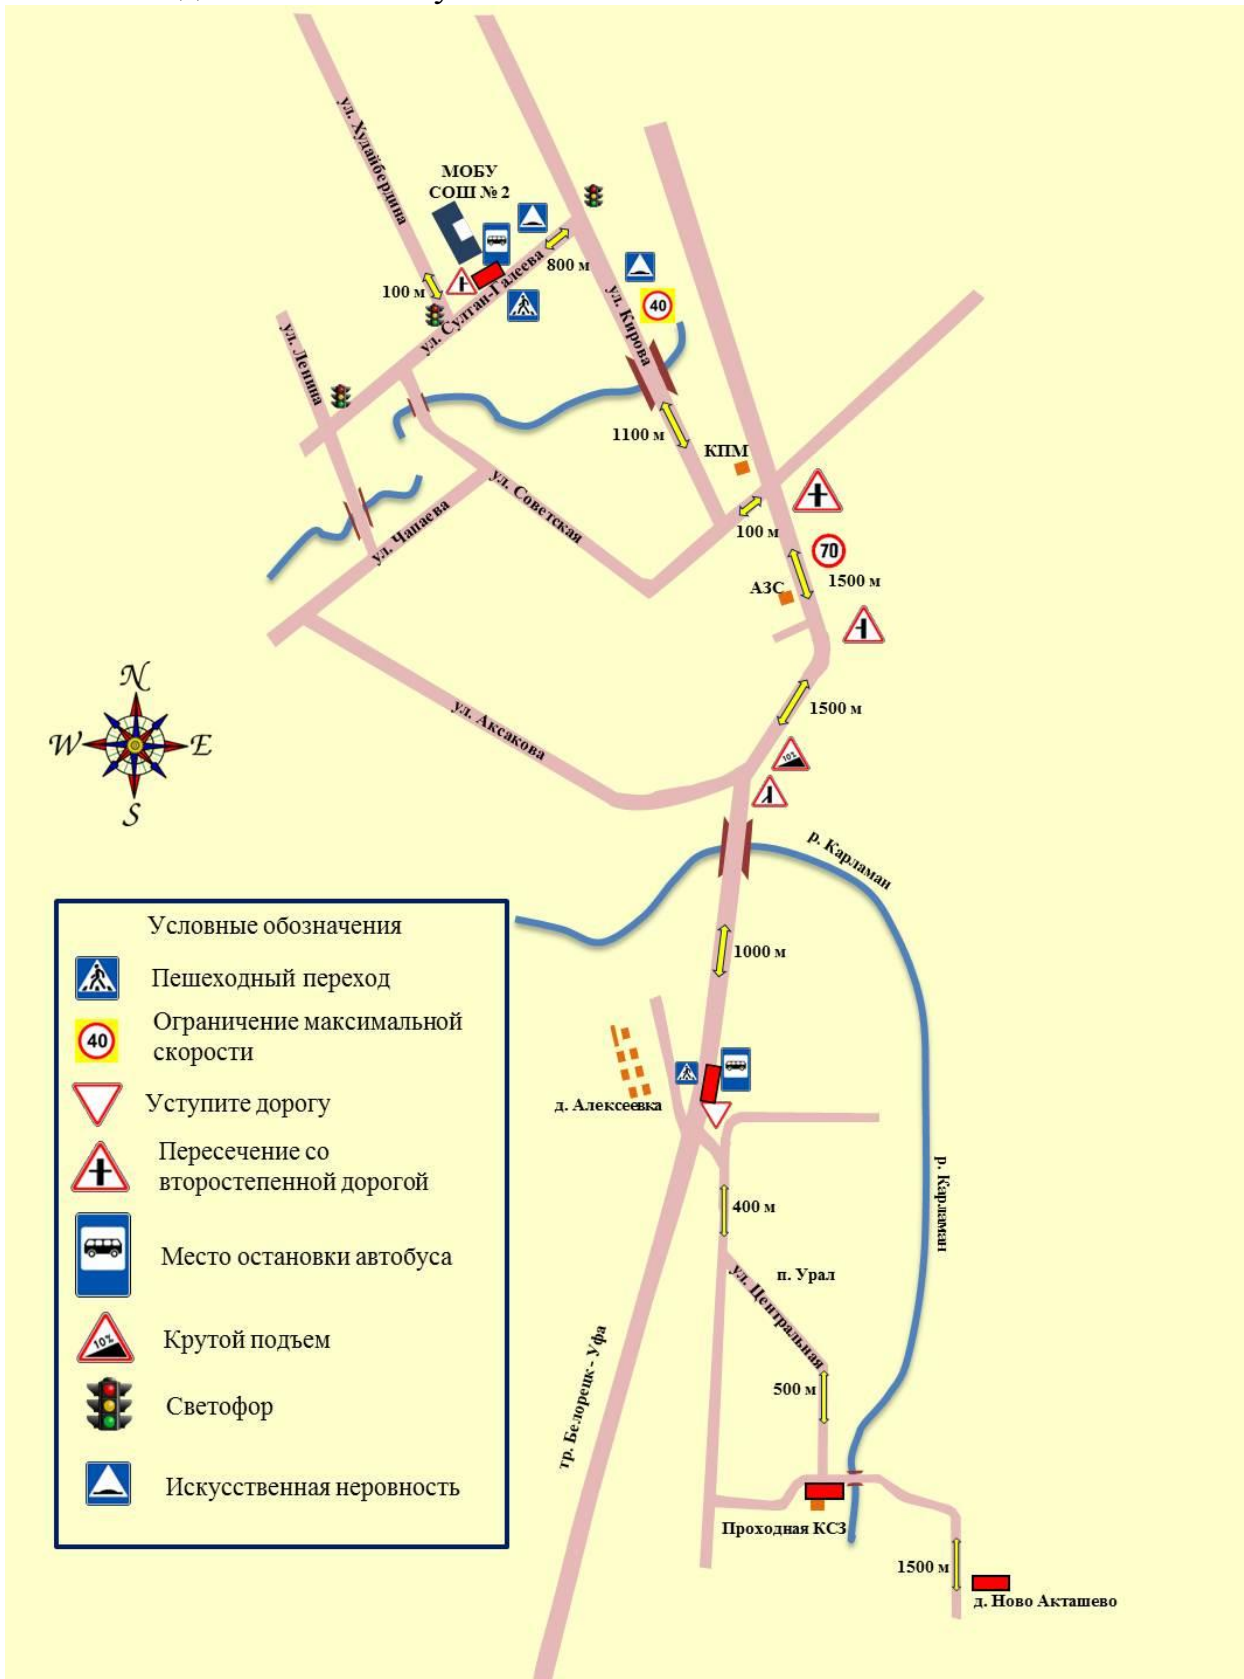 ул. Худайбердина
МОБУ
СОШ № 2
800 м
100 м
ул. Султан-Галеева
ул. Кирова
40
ул. Ленина
1100 м
КПМ
ул. Советская
ул. Чапаева
100 м
70
1500 м
АЗС
ул. Аксакова
1500 м
N
W
E
S
10%
р. Карламан
1000 м
д. Алексеевка
400 м
р. Карламан
п. Урал
ул. Центральная
500 м
тр. Белорецк - Уфа
Проходная КСЗ
1500 м
д. Ново Акташево
Условные обозначения
Пешеходный переход
40
Ограничение максимальной
скорости
Уступите дорогу
Пересечение со
второстепенной дорогой
Место остановки автобуса
10%
Крутой подъем
Светофор
Искусственная неровность